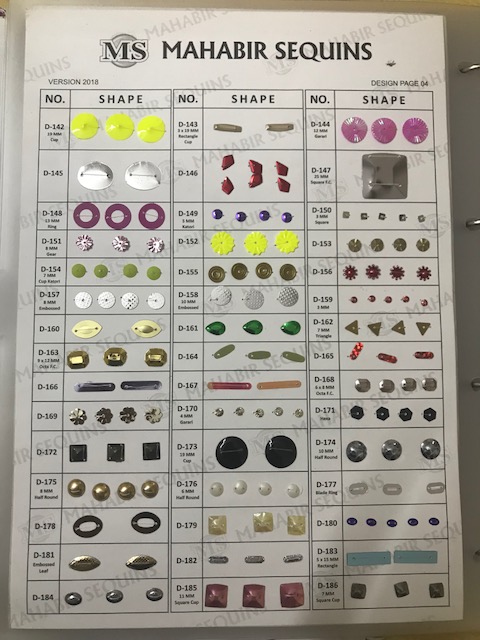 MS MAHABIR SEQUINS
VERSION 2018 DESIGN PAGE 04
NO. SHAPE NO. SHAPE NO. SHAPE
D-142
19 MM
Cup
D-143
3 x 19 MM
Rectangle
Cup
D-144
12 MM
Garari
D-145
D-146
D-147
25 MM
Square F.C.
D-148
13 MM
Ring
D-149
5 MM
Katuri
D-150
3 MM
Square
D-151
8 MM
Gear
D-152
D-153
D-154
7 MM
Cup Katuri
D-155
D-156
D-157
8 MM
Embossed
D-158
10 MM
Embossed
D-159
3 MM
D-160
D-161
D-162
7 MM
Triangle
D-163
9 x 13 MM
Octa F.C.
D-164
D-165
D-166
D-167
D-168
6 x 8 MM
Octa F.C.
D-169
D-170
4 MM
Garari
D-171
Hexa
D-172
D-173
19 MM
Cup
D-174
10 MM
Half Round
D-175
8 MM
Half Round
D-176
6 MM
Half Round
D-177
Blade Ring
D-178
D-179
D-180
D-181
Embossed
Leaf
D-182
D-183
5 x 15 MM
Rectangle
D-184
D-185
11 MM
Square Cup
D-186
7 MM
Square Cup